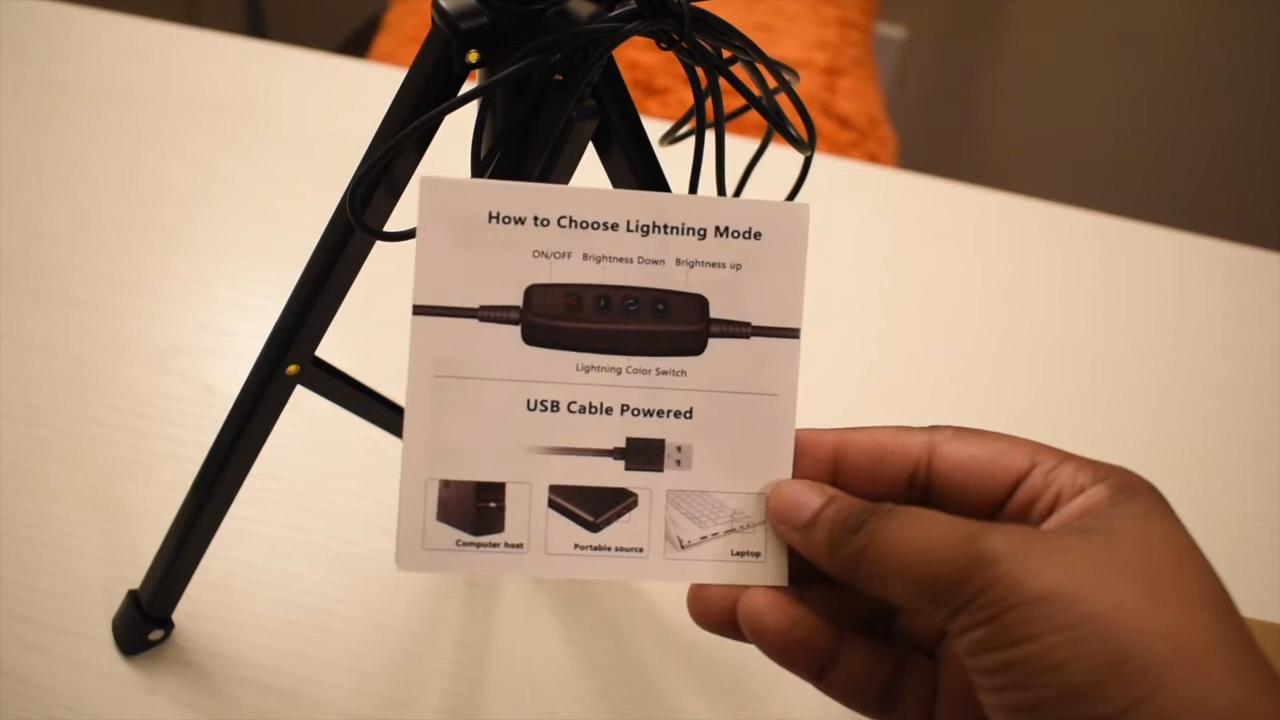 How to Choose Lightning Mode
ON/OFF Brightness Down Brightness up
Lightning Color Switch
USB Cable Powered
Computer host Portable source Laptop